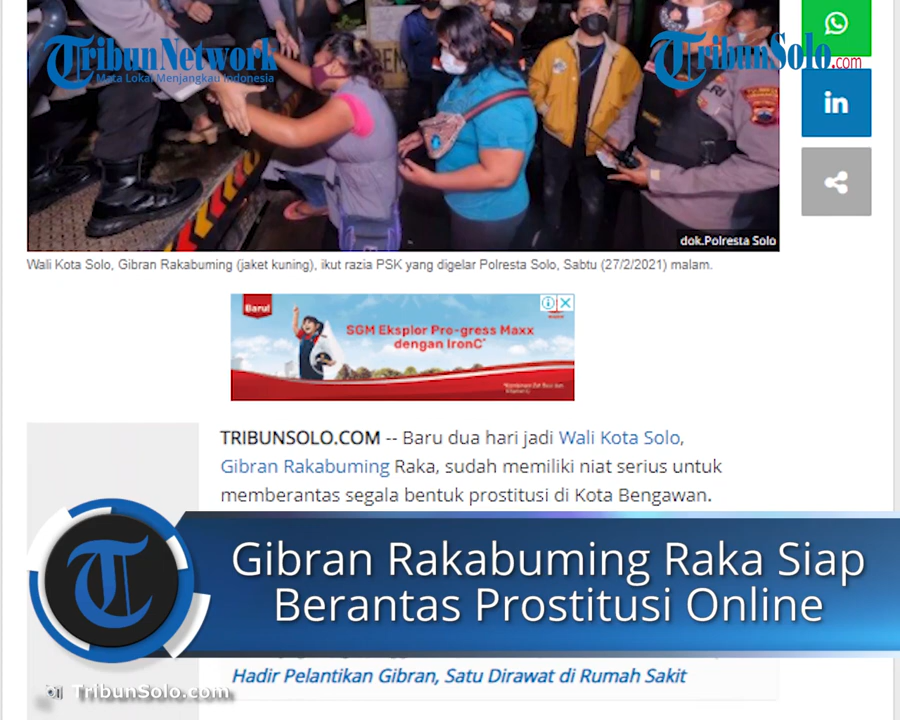 TribunNetwork
Mata Lokal Menjangkau Indonesia
TribunSolo.com
in
dok.Polresta Solo
Wali Kota Solo, Gibran Rakabuming (jaket kuning), ikut razia PSK yang digelar Polresta Solo, Sabtu (27/2/2021) malam.
Baru!
SGM Eksplor Pro-gress Maxx
dengan IronC
TRIBUNSOLO.COM -- Baru dua hari jadi Wali Kota Solo,
Gibran Rakabuming Raka, sudah memiliki niat serius untuk
memberantas segala bentuk prostitusi di Kota Bengawan.
Gibran Rakabuming Raka Siap
Berantas Prostitusi Online
Hadir Pelantikan Gibran, Satu Dirawat di Rumah Sakit
TribunSolo.com